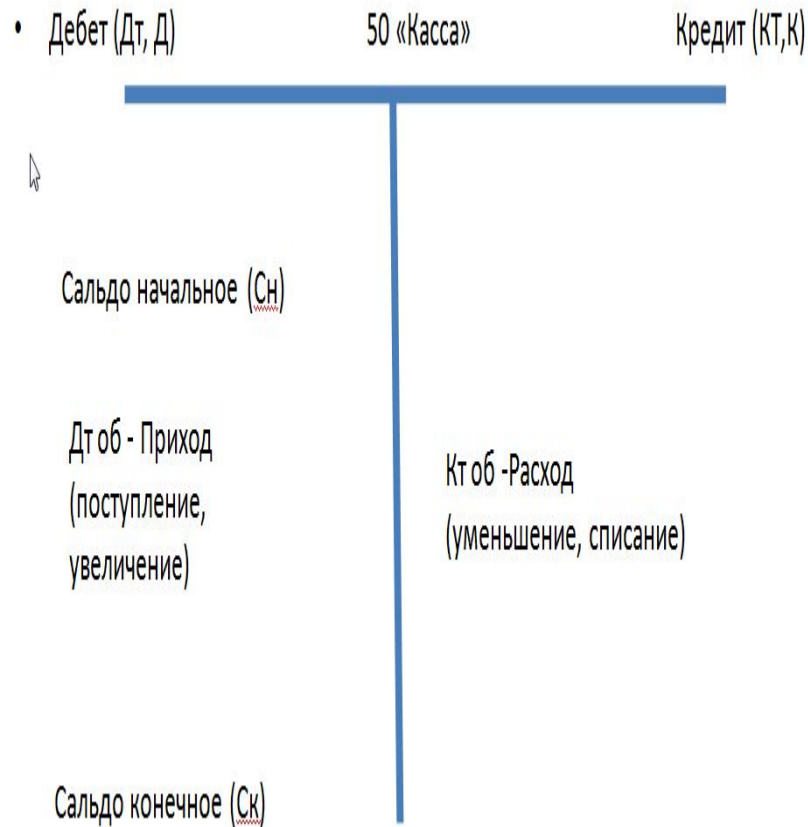 • Дебет (Дт, Д) 50 «Касса» Кредит (КТ,К)
Сальдо начальное (Сн)
Дт об - Приход
(поступление,
увеличение)
Кт об -Расход
(уменьшение, списание)
Сальдо конечное (Ск)